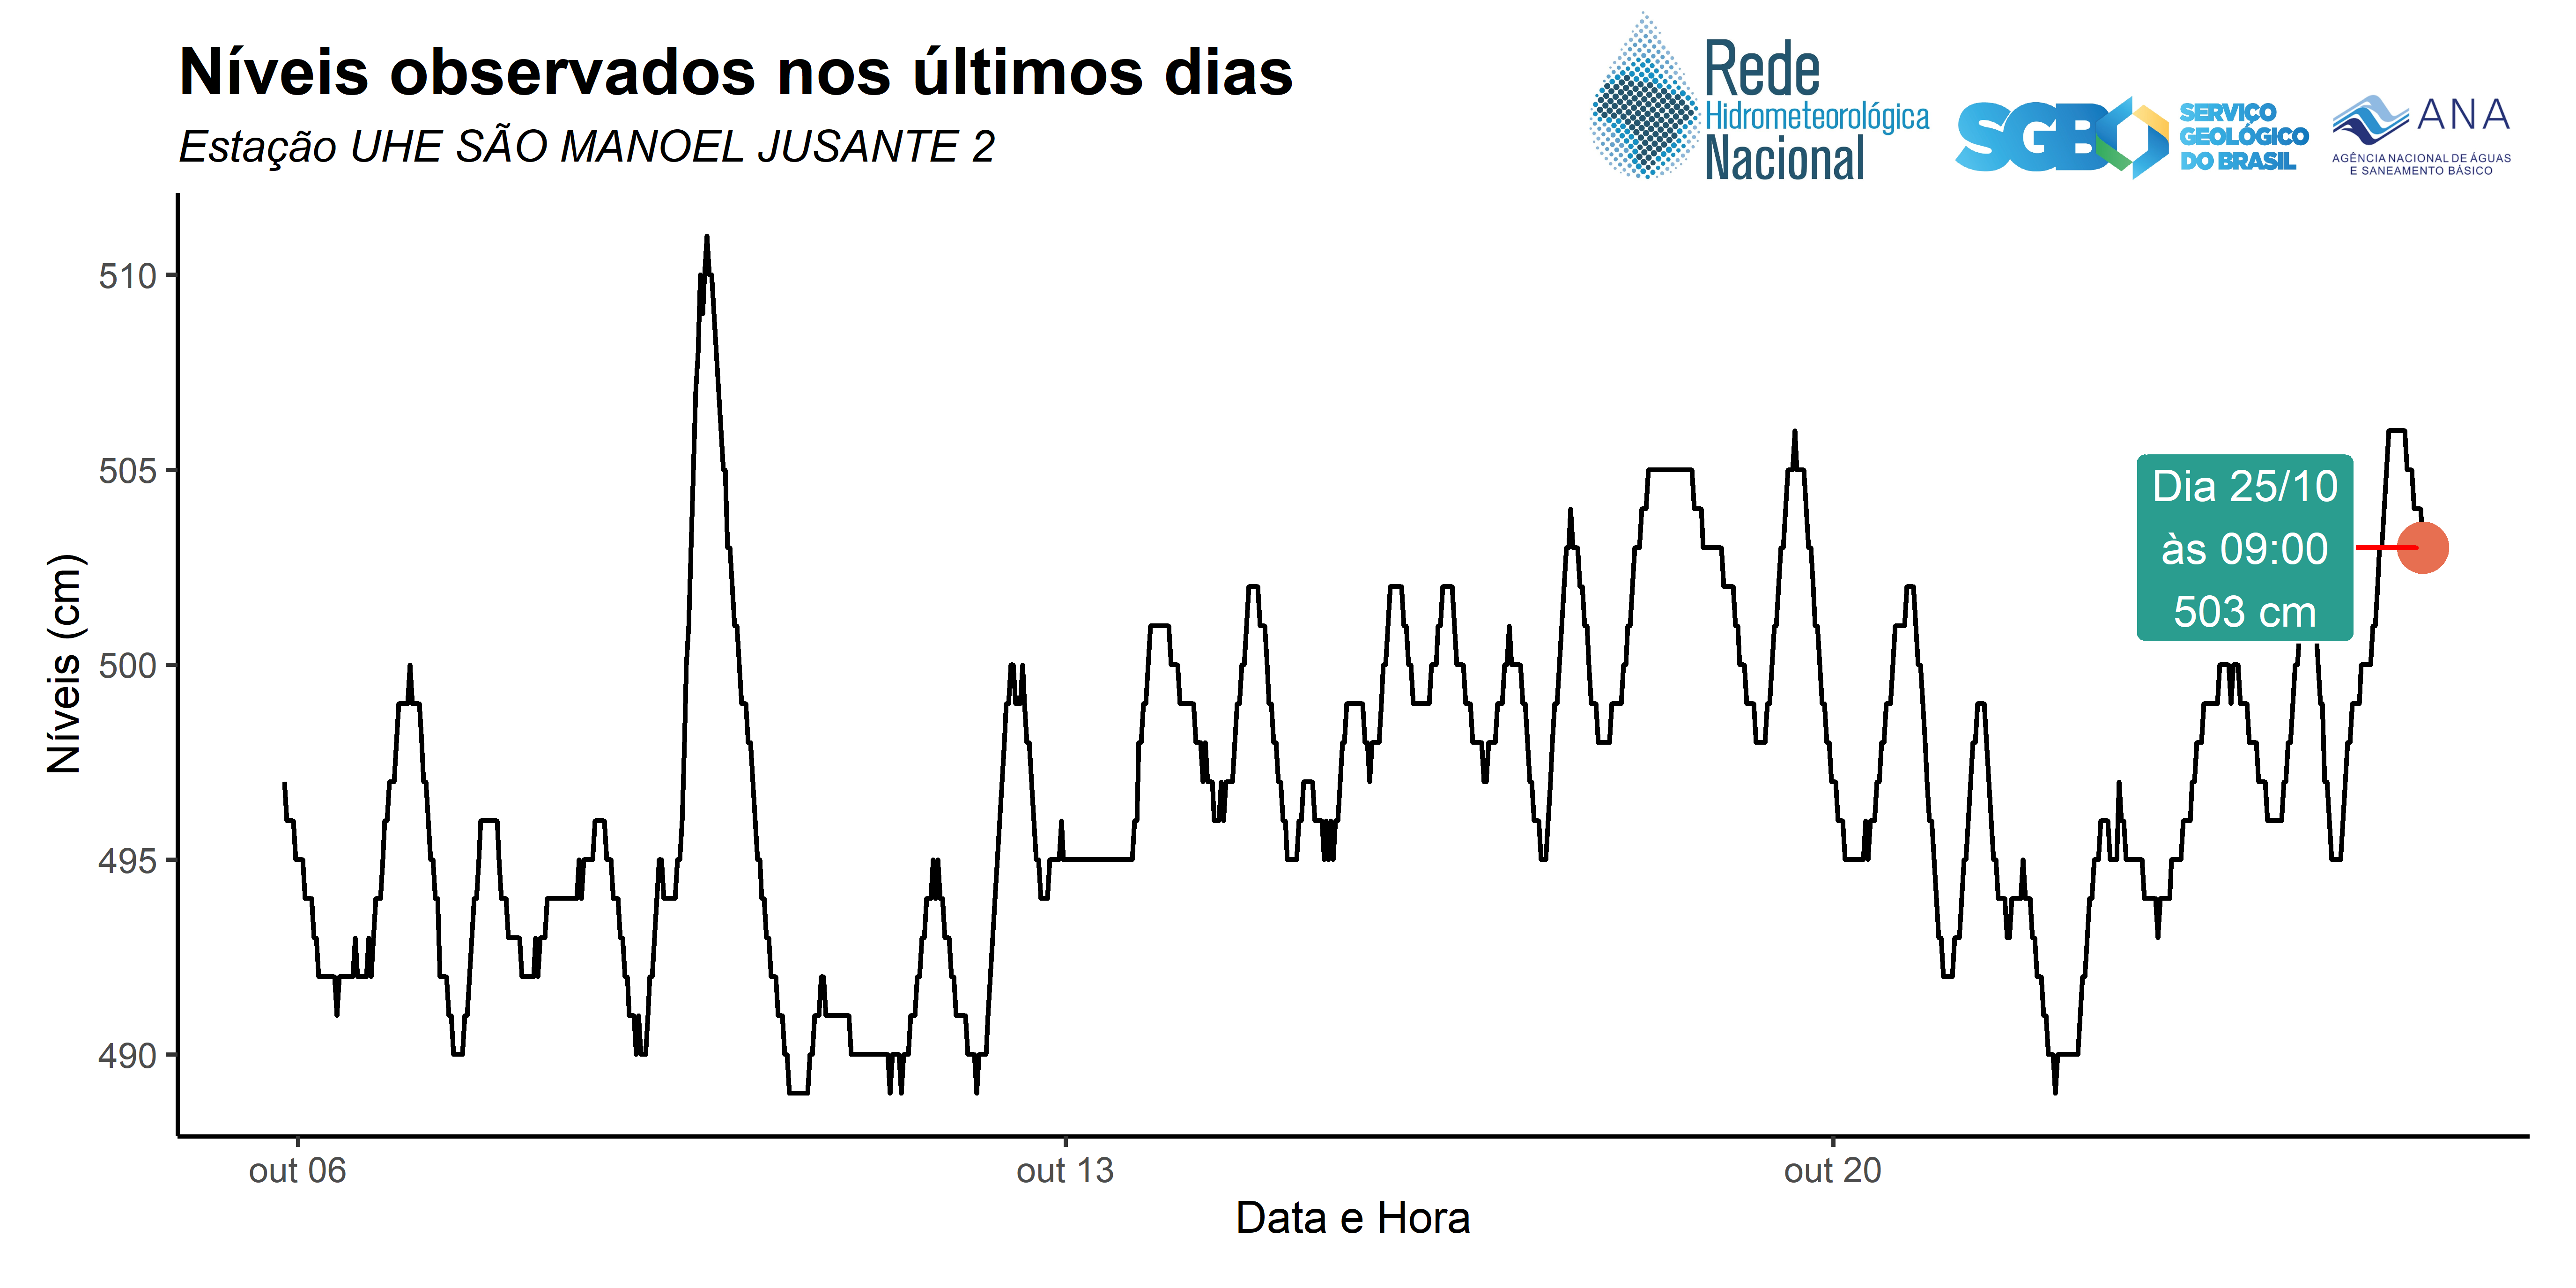 Níveis observados nos últimos dias
Estação UHE SÃO MANOEL JUSANTE 2
Rede
Hidrometeorológica
Nacional
SGB
SERVIÇO
GEOLÓGICO
DO BRASIL
ANA
AGÊNCIA NACIONAL DE ÁGUAS
E SANEAMENTO BÁSICO
Níveis (cm)
510
505
500
495
490
Dia 25/10
às 09:00
503 cm
out 06
out 13
out 20
Data e Hora